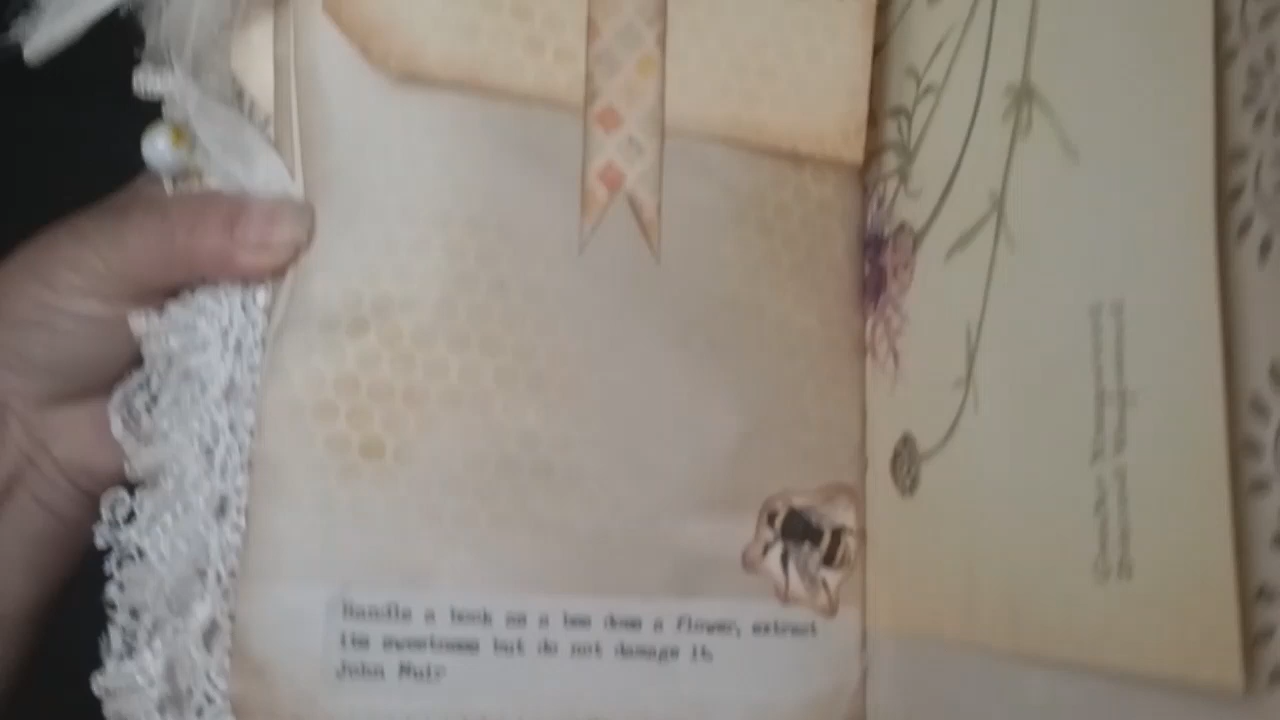 Handle a book as a bee does a flower, extract
its sweetness but do not damage it.
John Muir